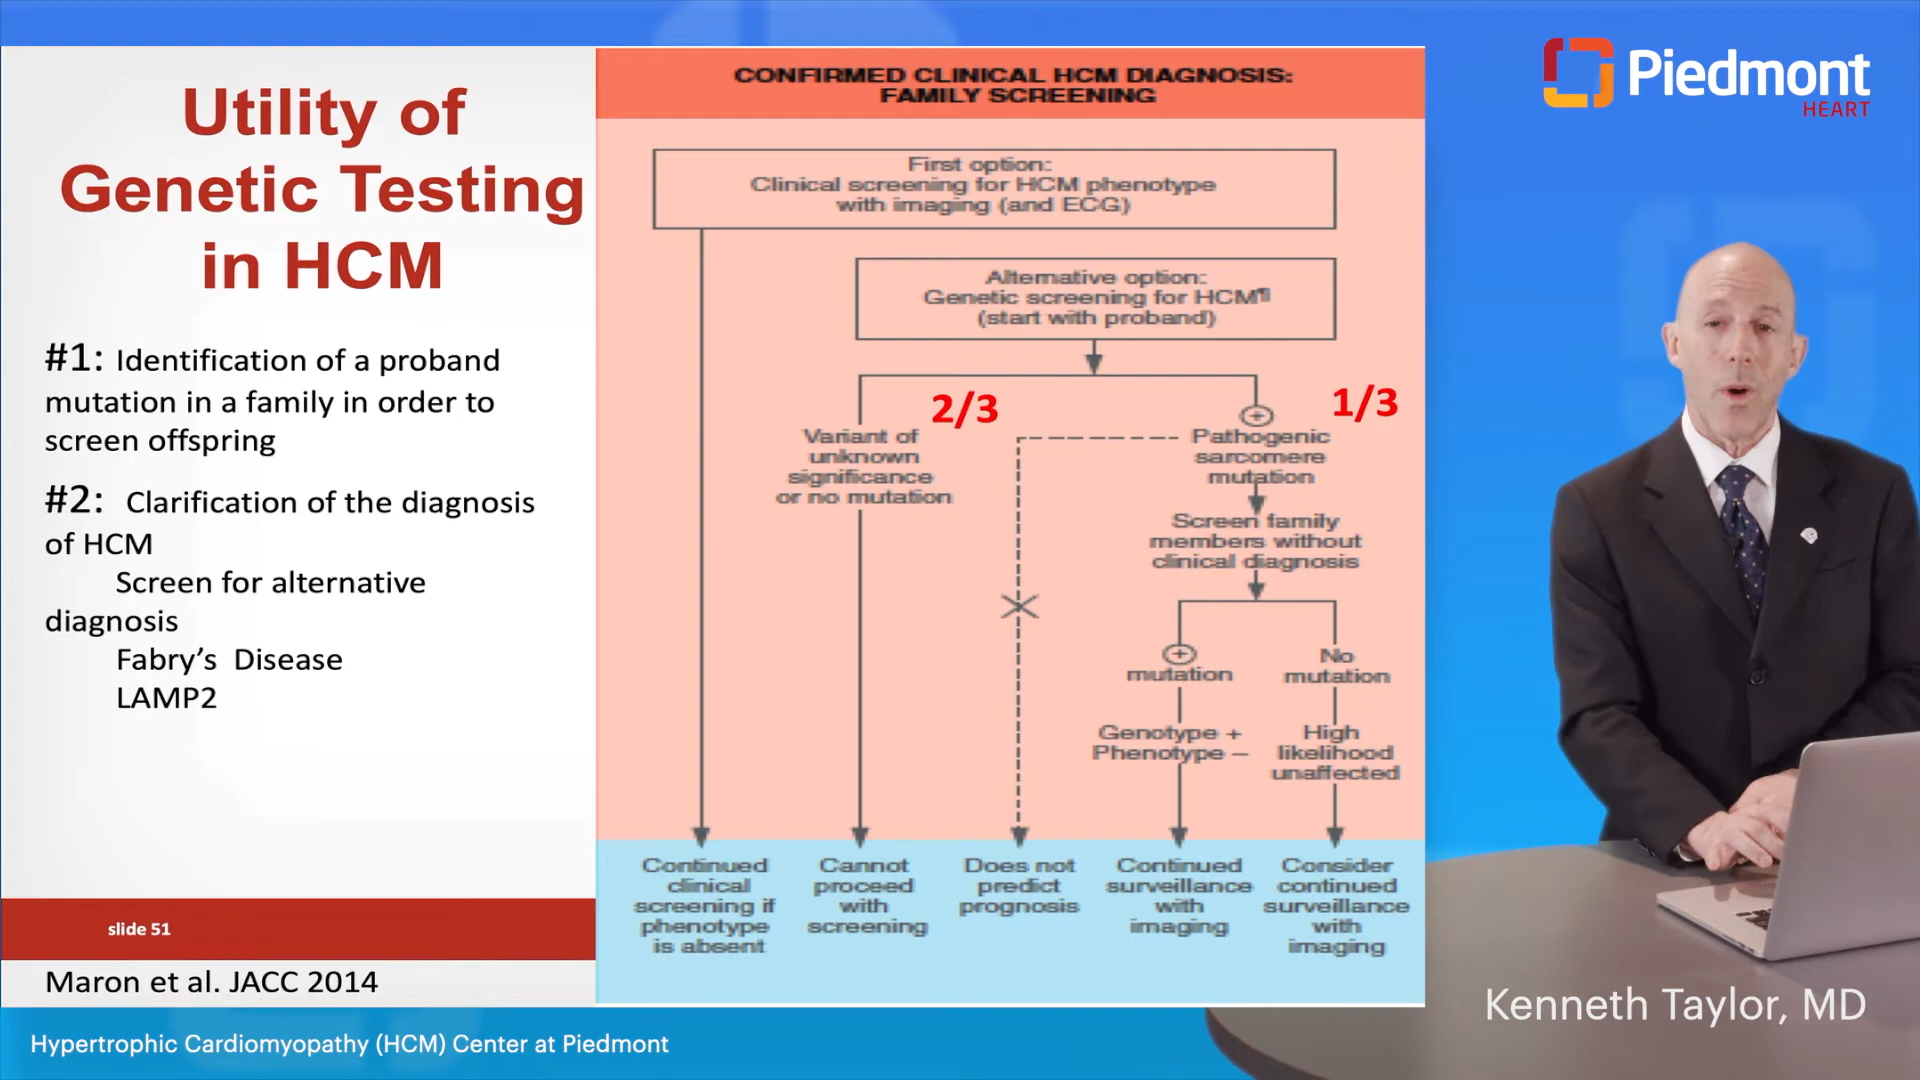 Utility of
Genetic Testing
in HCM
#1: Identification of a proband
mutation in a family in order to
screen offspring
#2: Clarification of the diagnosis
of HCM
Screen for alternative
diagnosis
Fabry's Disease
LAMP2
slide 51
Maron et al. JACC 2014
Hypertrophic Cardiomyopathy (HCM) Center at Piedmont
CONFIRMED CLINICAL HCM DIAGNOSIS:
FAMILY SCREENING
First option:
Clinical screening for HCM phenotype
with imaging (and ECG)
Alternative option:
Genetic screening for HCM¶
(start with proband)
2/3
1/3
Variant of
unknown
significance
or no mutation
+
Pathogenic
sarcomere
mutation
Screen family
members without
clinical diagnosis
+
mutation
No
mutation
Genotype +
Phenotype –
High
likelihood
unaffected
Continued
clinical
screening if
phenotype
is absent
Cannot
proceed
with
screening
Does not
predict
prognosis
Continued
surveillance
with
imaging
Consider
continued
surveillance
with
imaging
Piedmont
HEART
Kenneth Taylor, MD